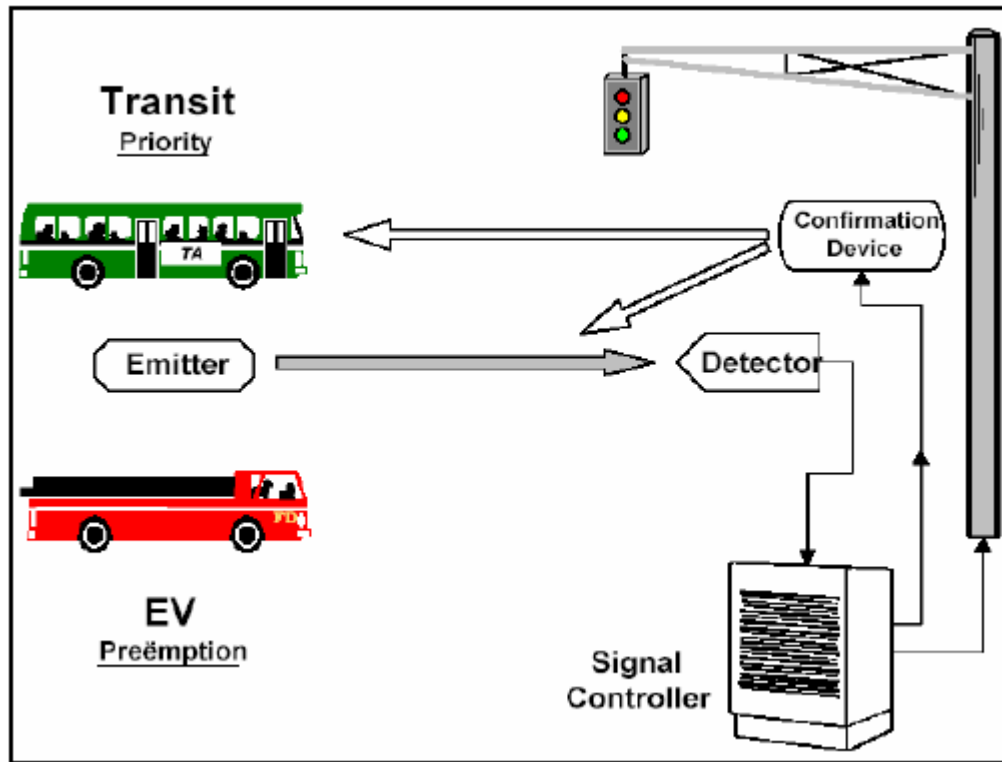 Transit
Priority
TA
Confirmation
Device
Emitter
Detector
FD
EV
Preëmption
Signal
Controller